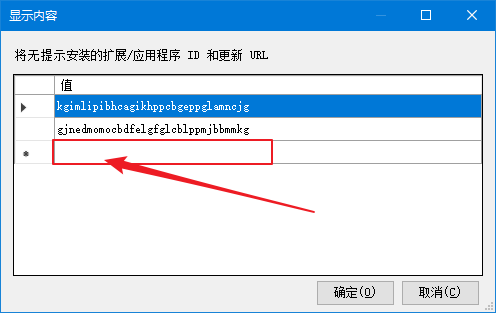 显示内容
将无提示安装的扩展/应用程序 ID 和更新 URL
值
kgimlipibhcagikhppcbgeppglamncjg
gjnedmomocbdfelgfglcblppmjbbmmkg
确定(O)
取消(C)